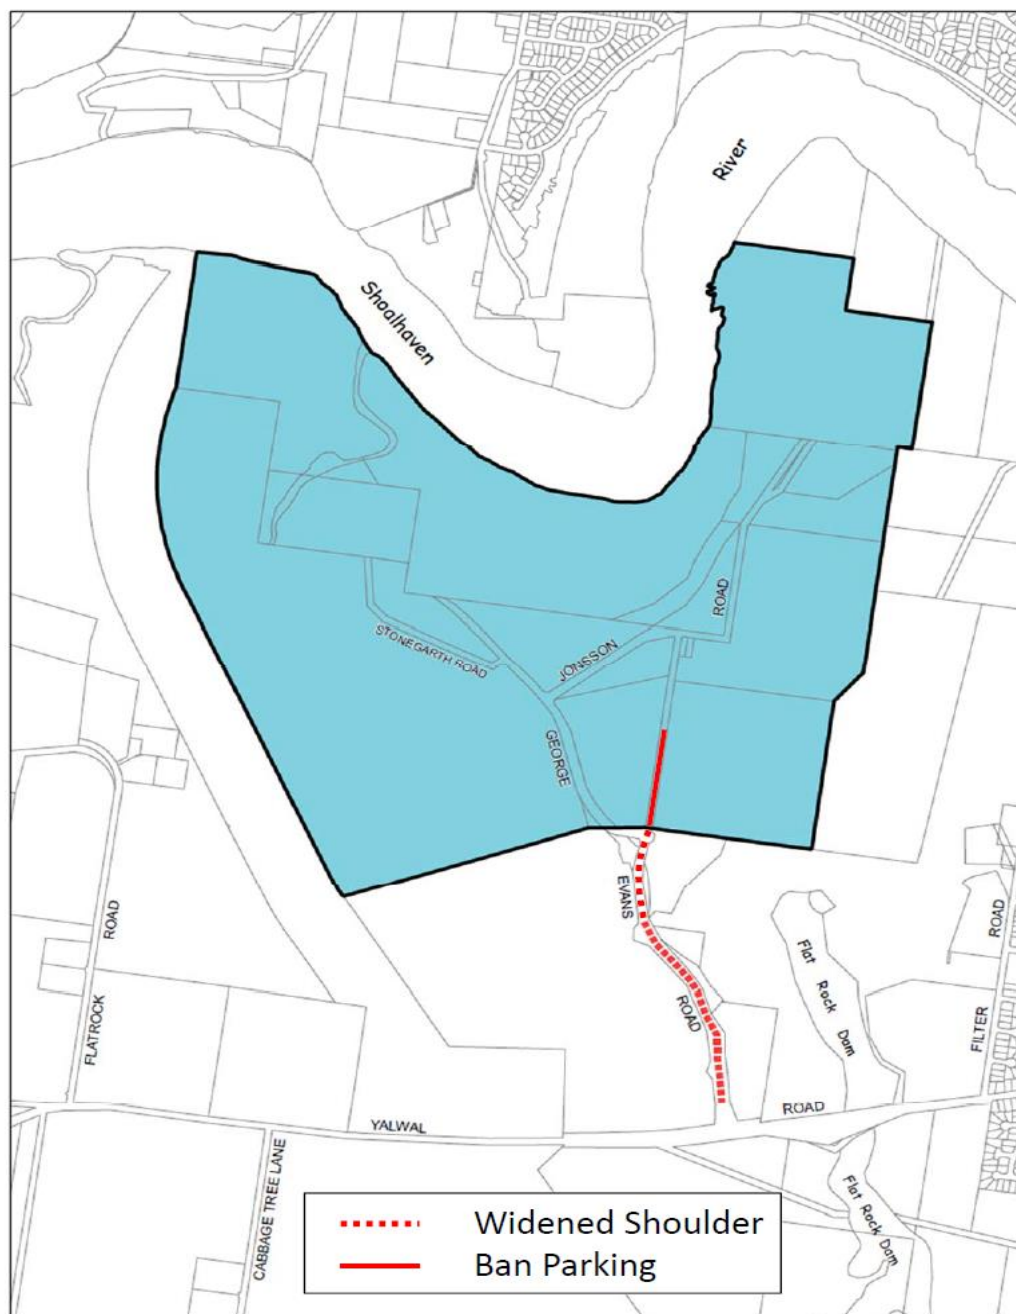 River
Shoalhaven
ROAD
JONSSON
STONEGARTH ROAD
GEORGE
EVANS
ROAD
Flat Rock Dam
ROAD
FILTER
ROAD
FLATROCK
YALWAL
ROAD
CABBAGE TREE LANE
Flat Rock Dam
Widened Shoulder
Ban Parking